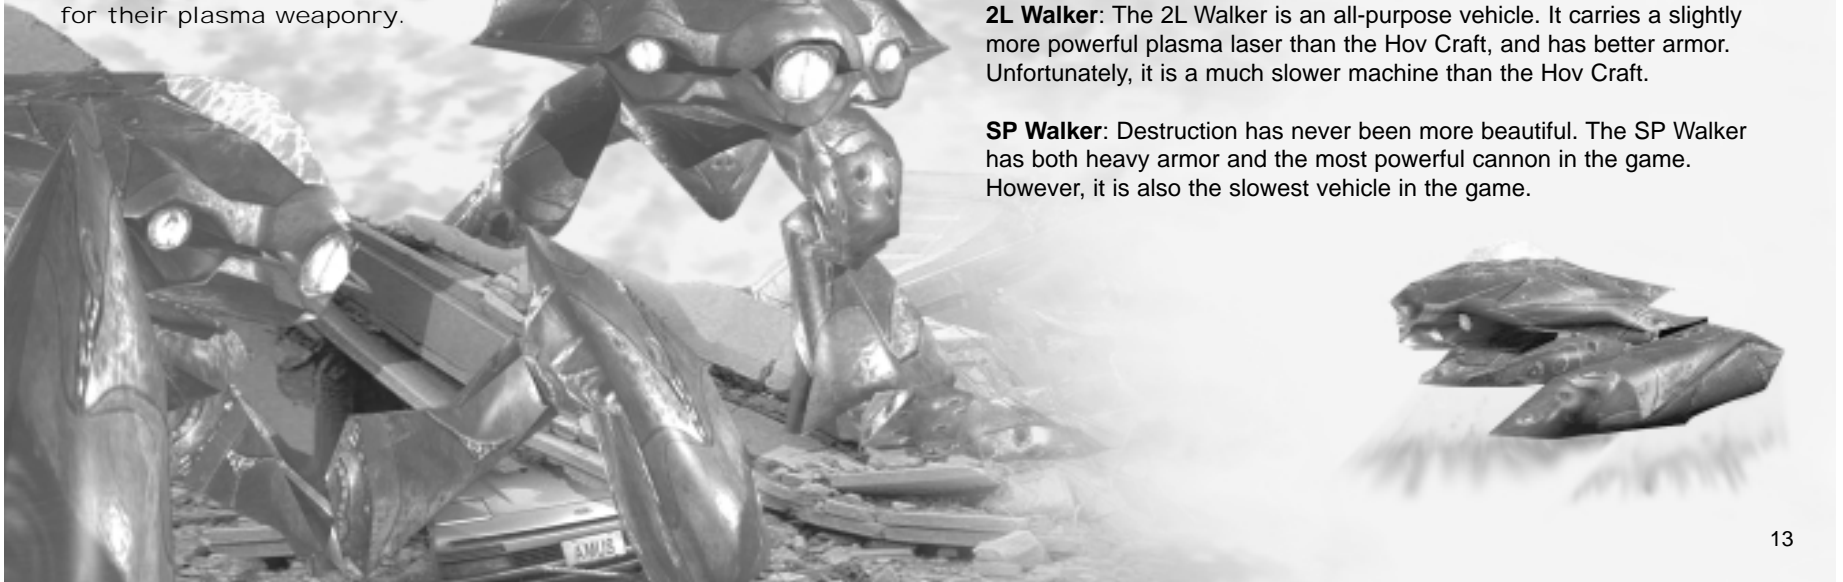 for their plasma weaponry.
2L Walker: The 2L Walker is an all-purpose vehicle. It carries a slightly
more powerful plasma laser than the Hov Craft, and has better armor.
Unfortunately, it is a much slower machine than the Hov Craft.
SP Walker: Destruction has never been more beautiful. The SP Walker
has both heavy armor and the most powerful cannon in the game.
However, it is also the slowest vehicle in the game.
13